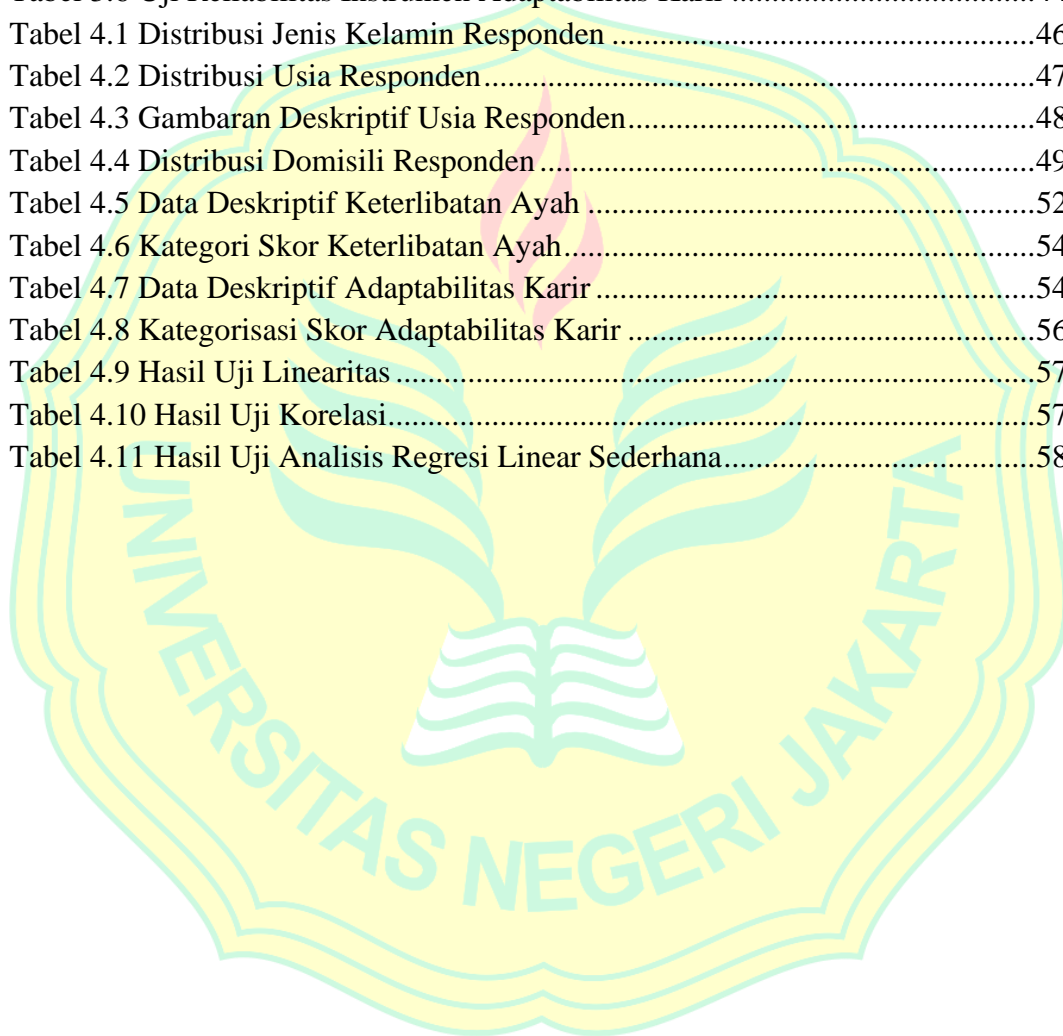 Tabel 4.1 Distribusi Jenis Kelamin Responden ....................................................46
Tabel 4.2 Distribusi Usia Responden....................................................................47
Tabel 4.3 Gambaran Deskriptif Usia Responden..................................................48
Tabel 4.4 Distribusi Domisili Responden .............................................................49
Tabel 4.5 Data Deskriptif Keterlibatan Ayah .......................................................52
Tabel 4.6 Kategori Skor Keterlibatan Ayah..........................................................54
Tabel 4.7 Data Deskriptif Adaptabilitas Karir ......................................................54
Tabel 4.8 Kategorisasi Skor Adaptabilitas Karir ..................................................56
Tabel 4.9 Hasil Uji Linearitas ...............................................................................57
Tabel 4.10 Hasil Uji Korelasi................................................................................57
Tabel 4.11 Hasil Uji Analisis Regresi Linear Sederhana......................................58
UNIVERSITAS NEGERI JAKARTA